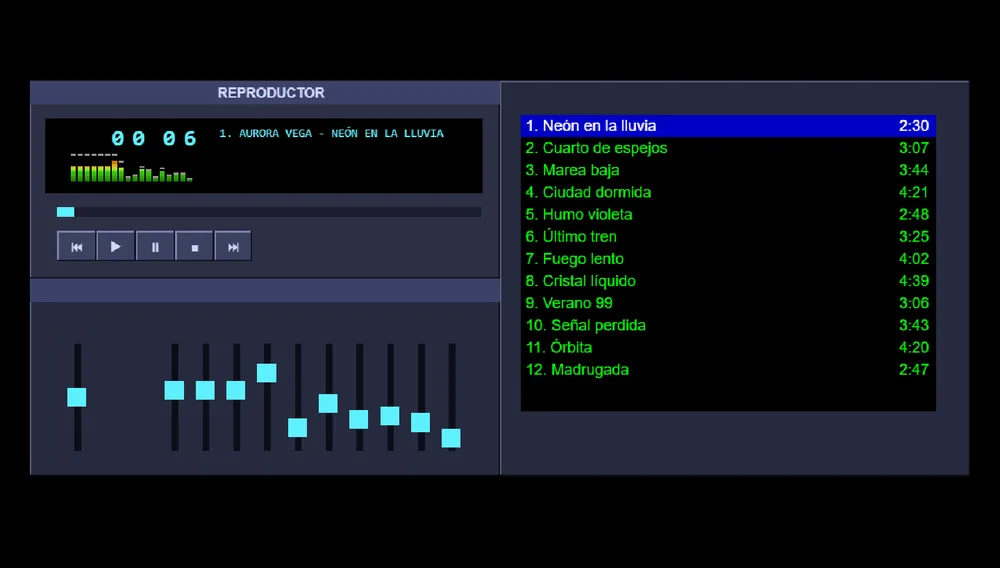 REPRODUCTOR
00 06
1. AURORA VEGA - NEÓN EN LA LLUVIA
1. Neón en la lluvia 2:30
2. Cuarto de espejos 3:07
3. Marea baja 3:44
4. Ciudad dormida 4:21
5. Humo violeta 2:48
6. Último tren 3:25
7. Fuego lento 4:02
8. Cristal líquido 4:39
9. Verano 99 3:06
10. Señal perdida 3:43
11. Órbita 4:20
12. Madrugada 2:47